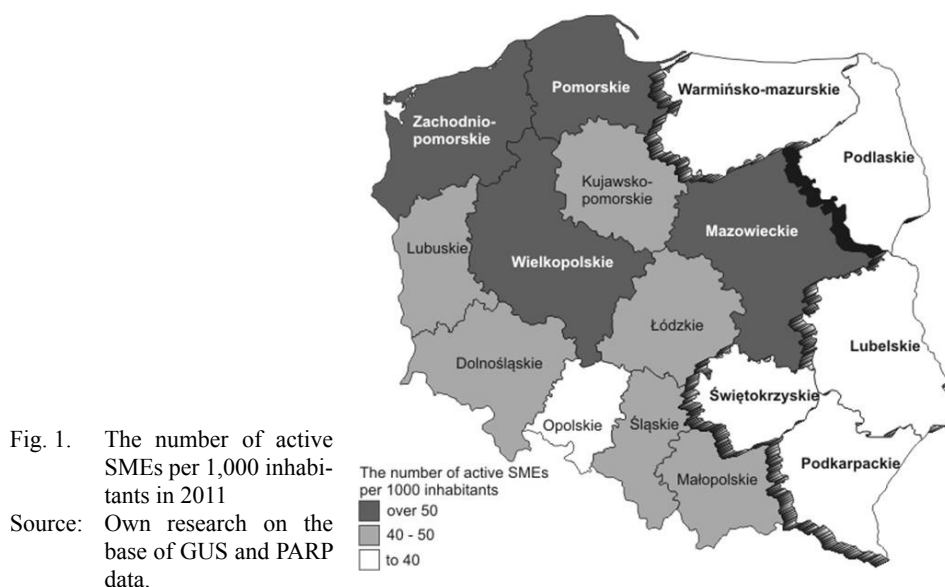 Pomorskie
Warmińsko-mazurskie
Zachodnio-
pomorskie
Podlaskie
Kujawsko-
pomorskie
Mazowieckie
Lubuskie
Wielkopolskie
Łódzkie
Lubelskie
Dolnośląskie
Świętokrzyskie
Opolskie
Śląskie
Podkarpackie
Małopolskie
The number of active SMEs
per 1000 inhabitants
over 50
40 - 50
to 40
Fig. 1. The number of active
SMEs per 1,000 inhabi-
tants in 2011
Source: Own research on the
base of GUS and PARP
data.